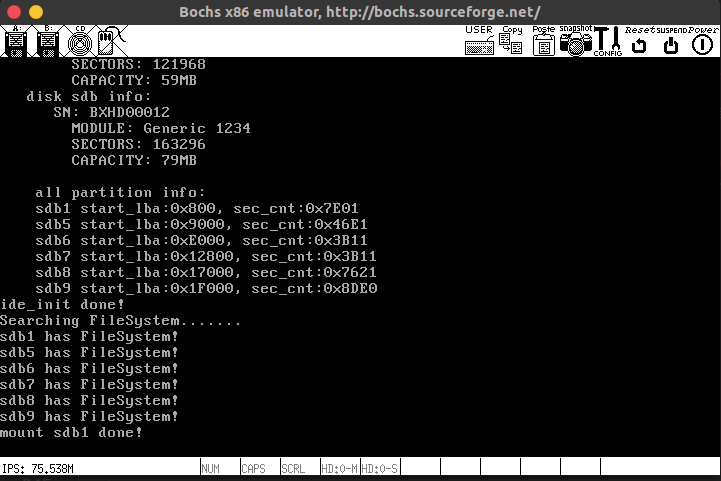 Bochs x86 emulator, http://bochs.sourceforge.net/
A: B: CD USER Copy Paste snapshot CONFIG Reset SUSPEND Power
SECTORS: 121968
CAPACITY: 59MB
disk sdb info:
SN: BXHD00012
MODULE: Generic 1234
SECTORS: 163296
CAPACITY: 79MB
all partition info:
sdb1 start_lba:0x800, sec_cnt:0x7E01
sdb5 start_lba:0x9000, sec_cnt:0x46E1
sdb6 start_lba:0xE000, sec_cnt:0x3B11
sdb7 start_lba:0x12800, sec_cnt:0x3B11
sdb8 start_lba:0x17000, sec_cnt:0x7621
sdb9 start_lba:0x1F000, sec_cnt:0x8DE0
ide_init done!
Searching FileSystem.......
sdb1 has FileSystem!
sdb5 has FileSystem!
sdb6 has FileSystem!
sdb7 has FileSystem!
sdb8 has FileSystem!
sdb9 has FileSystem!
mount sdb1 done!
IPS: 75.538M NUM CAPS SCRL HD:0-M HD:0-S